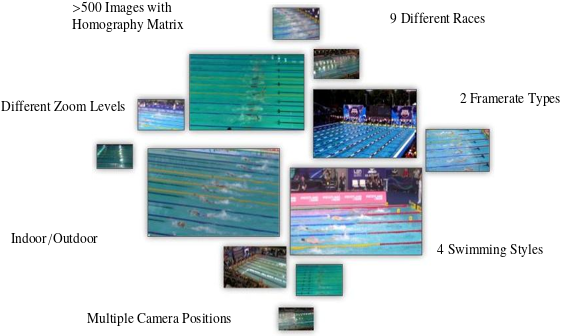 >500 Images with
Homography Matrix
9 Different Races
Different Zoom Levels
2 Framerate Types
Indoor/Outdoor
4 Swimming Styles
Multiple Camera Positions